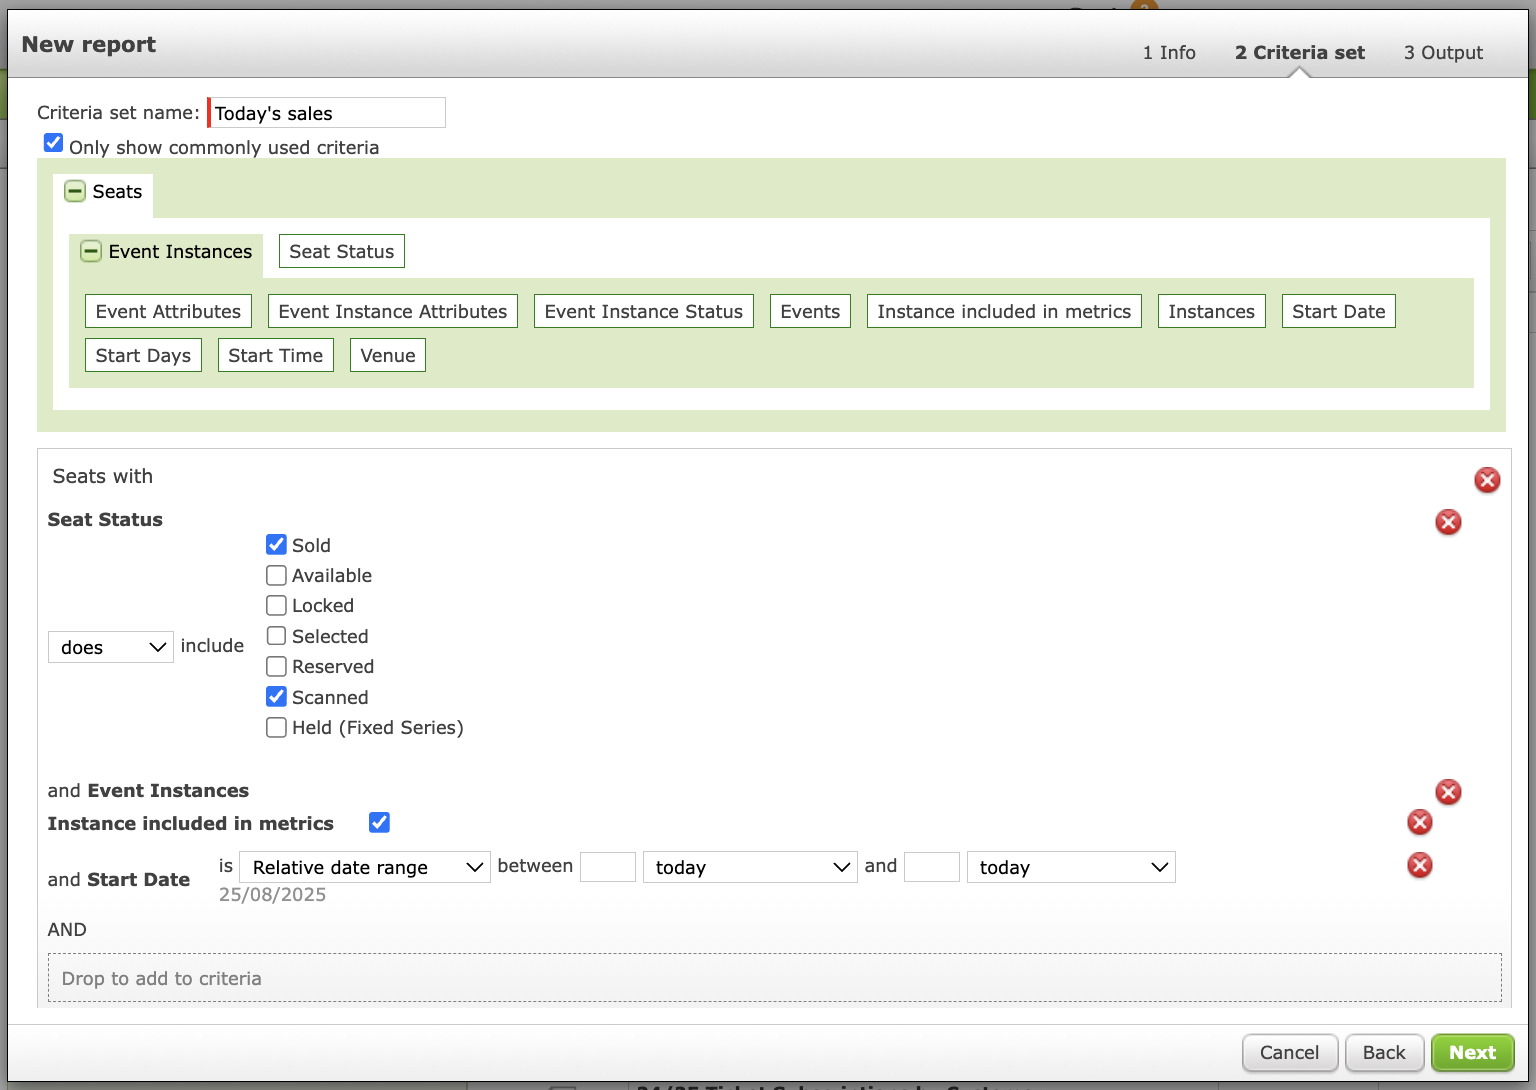 New report
1 Info
2 Criteria set
3 Output
Criteria set name: Today's sales
Only show commonly used criteria
Seats
Event Instances
Seat Status
Event Attributes
Event Instance Attributes
Event Instance Status
Events
Instance included in metrics
Instances
Start Date
Start Days
Start Time
Venue
Seats with
Seat Status
does include
Sold
Available
Locked
Selected
Reserved
Scanned
Held (Fixed Series)
and Event Instances
Instance included in metrics
and Start Date is Relative date range between today and today
25/08/2025
AND
Drop to add to criteria
Cancel
Back
Next